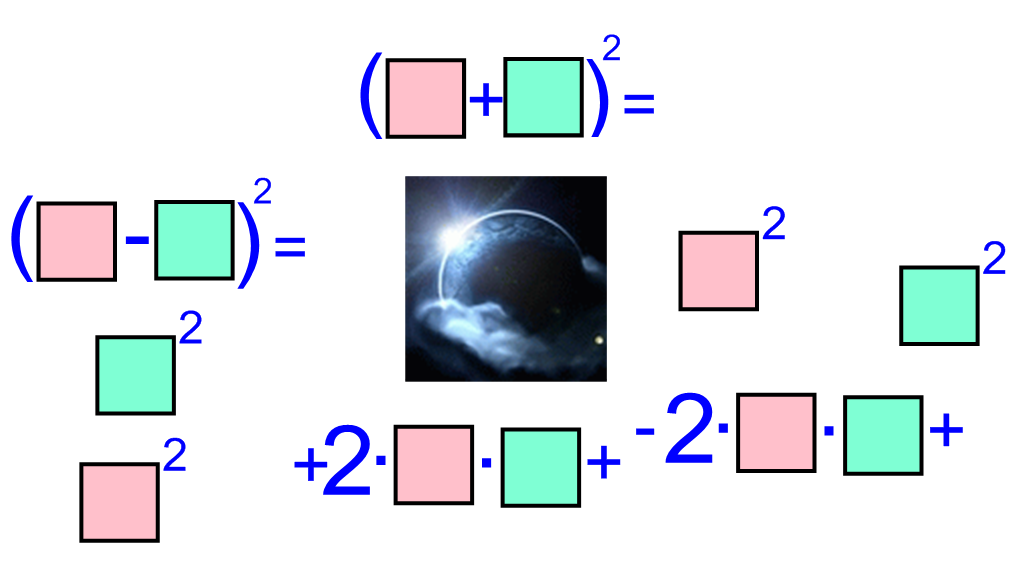 ( + )² =
( - )² =
²
²
²
²
+2· · +
-2· · +